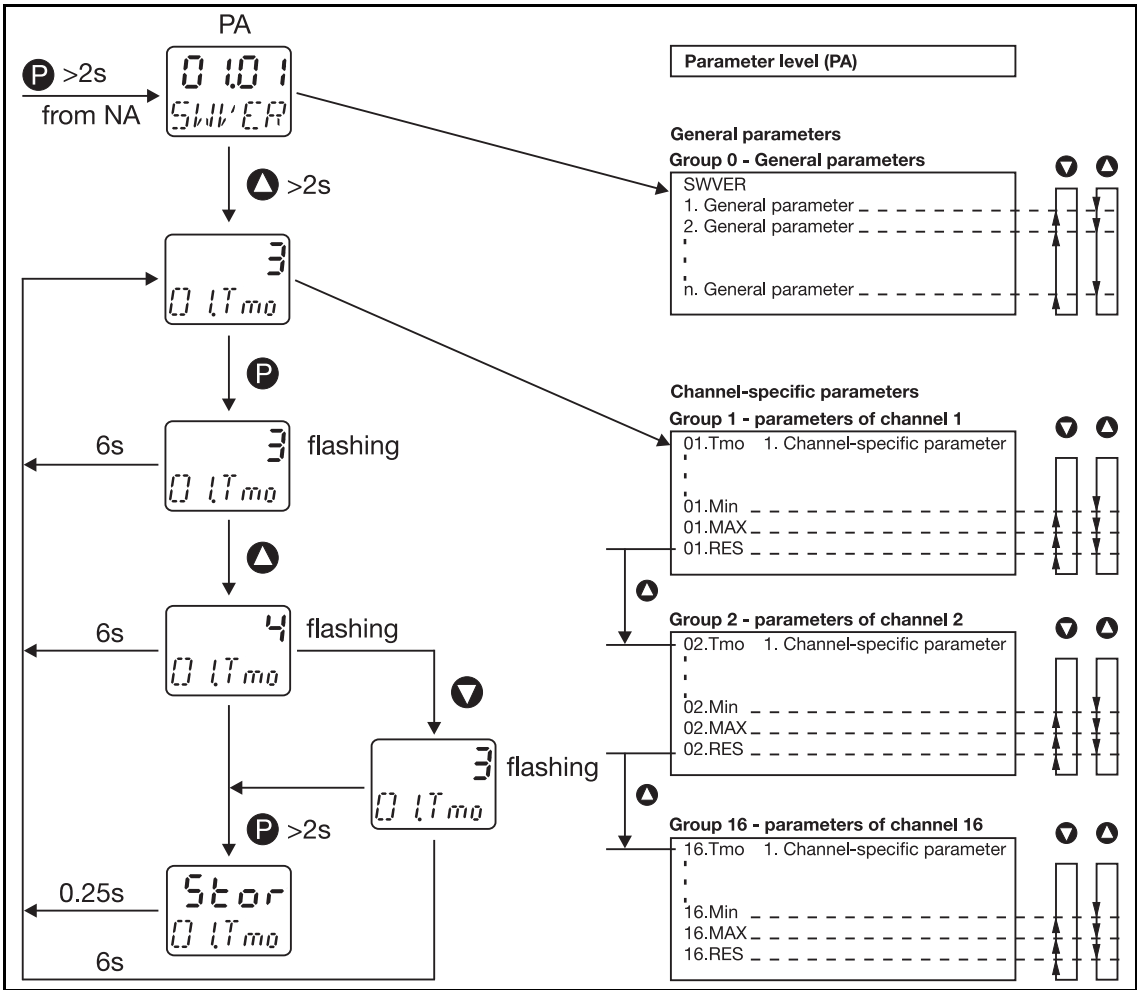 PA
01.01
SWVER
P >2s
from NA
>2s
3
01.Tmo
P
3
01.Tmo
flashing
6s
4
01.Tmo
flashing
6s
3
01.Tmo
flashing
P >2s
Stor
01.Tmo
0.25s
6s
Parameter level (PA)
General parameters
Group 0 - General parameters
SWVER
1. General parameter
2. General parameter
n. General parameter
Channel-specific parameters
Group 1 - parameters of channel 1
01.Tmo 1. Channel-specific parameter
01.Min
01.MAX
01.RES
Group 2 - parameters of channel 2
02.Tmo 1. Channel-specific parameter
02.Min
02.MAX
02.RES
Group 16 - parameters of channel 16
16.Tmo 1. Channel-specific parameter
16.Min
16.MAX
16.RES